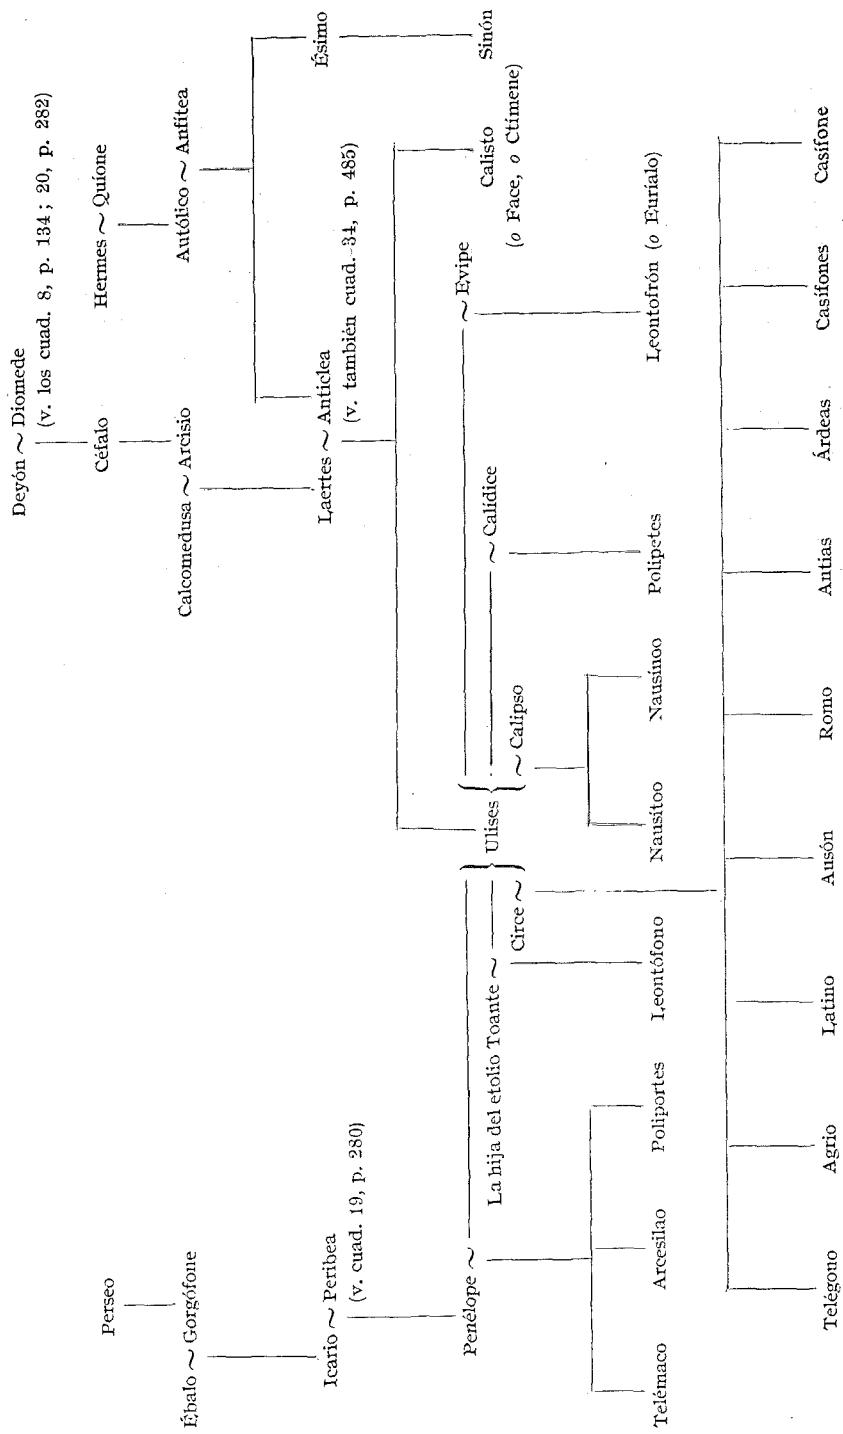 Deyón ~ Diomede
(v. los cuad. 8, p. 134; 20, p. 282)
Perseo
Céfalo
Hermes ~ Quíone
Ébalo ~ Gorgófone
Calcomedusa ~ Arcisio
Autólico ~ Anfitea
Icario ~ Peribea
(v. cuad. 19, p. 280)
Laertes ~ Anticlea
(v. también cuad. 34, p. 485)
Ésimo
Penélope ~
La hija del etolio Toante ~
Circe ~
Ulises
~ Calipso
~ Calídice
~ Evipe
Calisto
(o Face, o Ctímene)
Sinón
Telémaco
Arcesilao
Poliportes
Leontófono
Nausítoo
Nausínoo
Polipetes
Leontofrón (o Euríalo)
Telégono
Agrio
Latino
Ausón
Romo
Antias
Árdeas
Casífones
Casífone